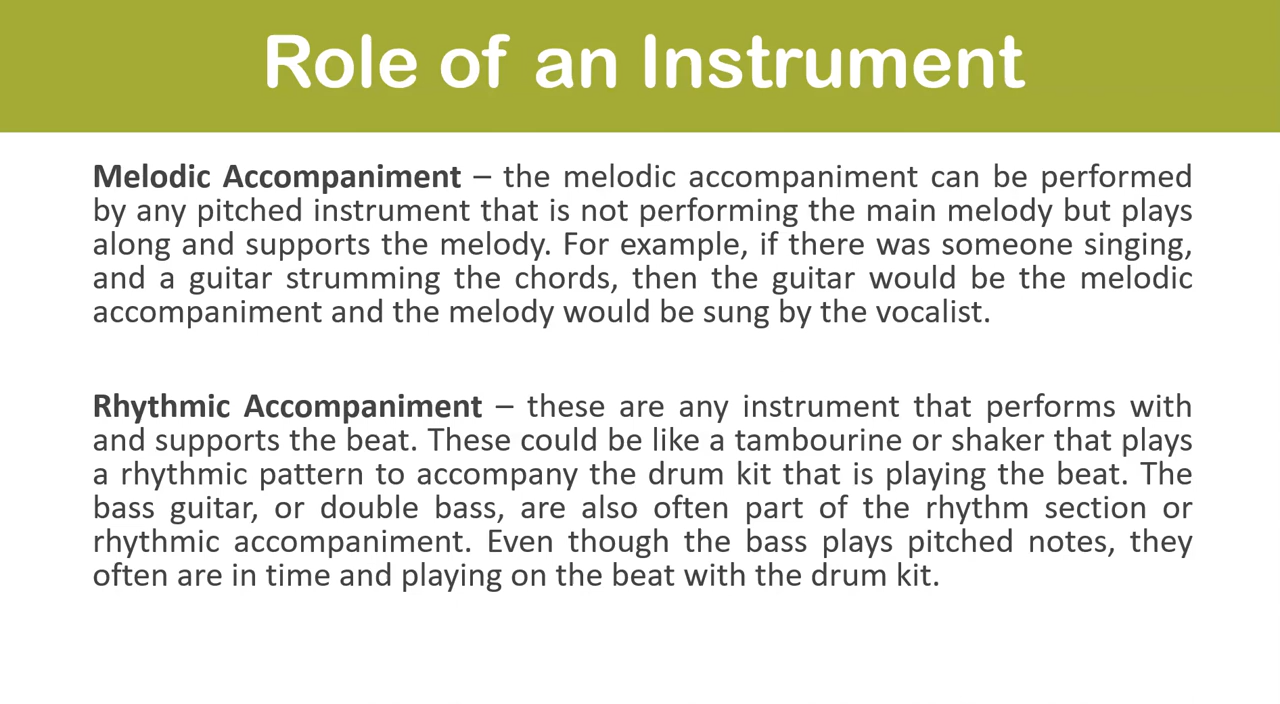 Role of an Instrument
Melodic Accompaniment – the melodic accompaniment can be performed
by any pitched instrument that is not performing the main melody but plays
along and supports the melody. For example, if there was someone singing,
and a guitar strumming the chords, then the guitar would be the melodic
accompaniment and the melody would be sung by the vocalist.
Rhythmic Accompaniment – these are any instrument that performs with
and supports the beat. These could be like a tambourine or shaker that plays
a rhythmic pattern to accompany the drum kit that is playing the beat. The
bass guitar, or double bass, are also often part of the rhythm section or
rhythmic accompaniment. Even though the bass plays pitched notes, they
often are in time and playing on the beat with the drum kit.